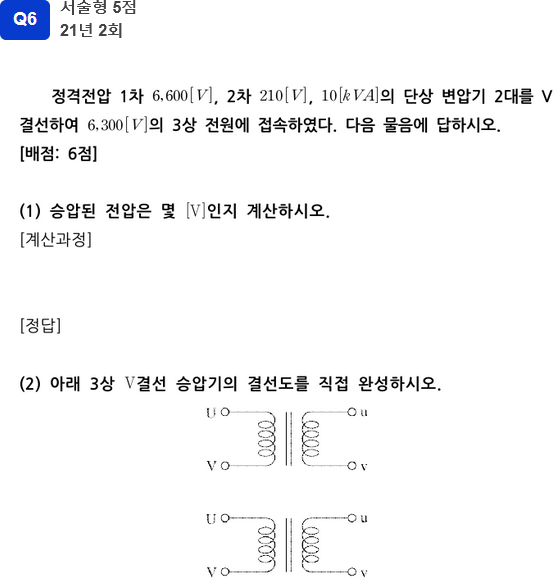 Q6
서술형 5점
21년 2회
정격전압 1차 6,600[V], 2차 210[V], 10[kVA]의 단상 변압기 2대를 V
결선하여 6,300[V]의 3상 전원에 접속하였다. 다음 물음에 답하시오.
[배점: 6점]
(1) 승압된 전압은 몇 [V]인지 계산하시오.
[계산과정]
[정답]
(2) 아래 3상 V결선 승압기의 결선도를 직접 완성하시오.
U u
V v
U u
V v